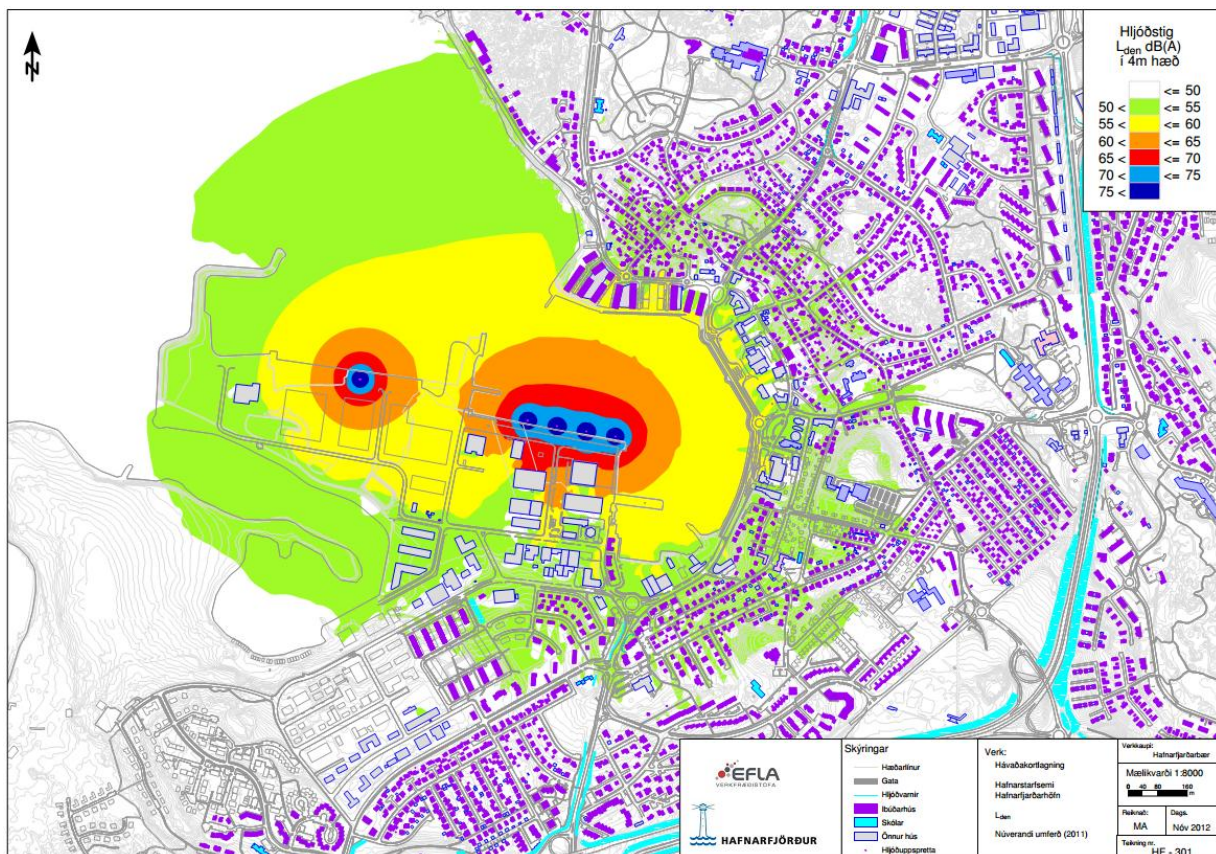 N
Hljóðstig
Lden dB(A)
í 4m hæð
<= 50
50 < <= 55
55 < <= 60
60 < <= 65
65 < <= 70
70 < <= 75
75 <
EFLA
VERKFRÆÐISTOFA
HAFNARFJÖRÐUR
Skýringar
Hæðarlínur
Gata
Hljóðvarnir
Íbúðarhús
Skólar
Önnur hús
Hljóðuppspretta
Verk:
Hávaðakortlagning
Hafnarstarfsemi
Hafnarfjarðarhöfn
Lden
Núverandi umferð (2011)
Verkkaupi:
Hafnarfjarðarbær
Mælikvarði 1:8000
0 40 80 160
m
Reiknað: Dags.
MA Nóv 2012
Teikning nr.
HF - 301